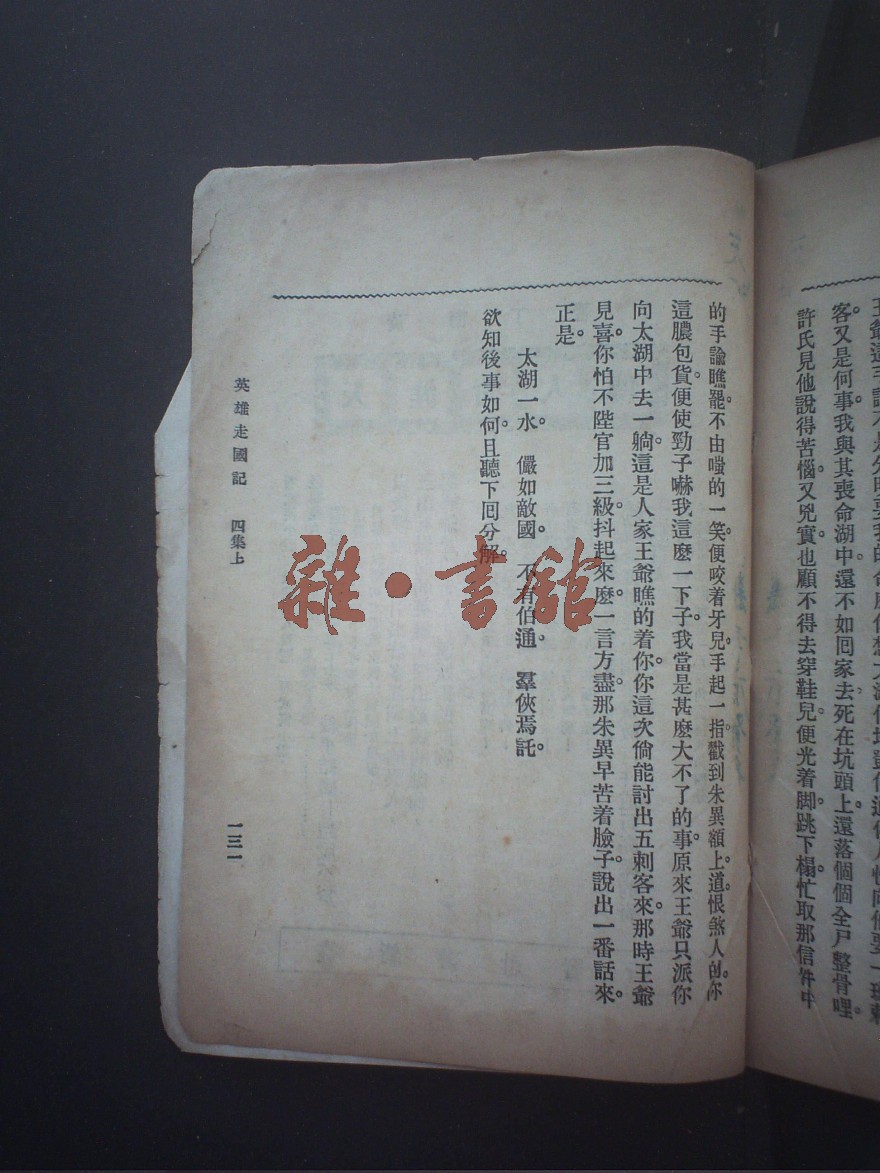 客。又是何事。我與其喪命湖中。還不如回家去死在坑頭上。還落個個全尸整骨哩。
許氏見他說得苦惱。又兇實。也顧不得去穿鞋兒。便光着脚。跳下榻。忙取那信件中
的手諭瞧罷。不由嗤的一笑。便咬着牙兒。手起一指。戳到朱異額上。道。恨煞人的。你
這膿包貨。便使勁子嚇我這麽一下子。我當是甚麽大不了的事。原來王爺只派你
向太湖中去一躺。這是人家王爺瞧的着你。你這次倘能討出五刺客來。那時王爺
見喜。你怕不陞官加三級。抖起來麽。一言方盡。那朱異早苦着臉子。說出一番話來。
正是。
太湖一水。 儼如敵國。 不有伯通。 羣俠焉託。
欲知後事如何。且聽下回分解。
英雄走國記 四集上
一三一
雜·書館